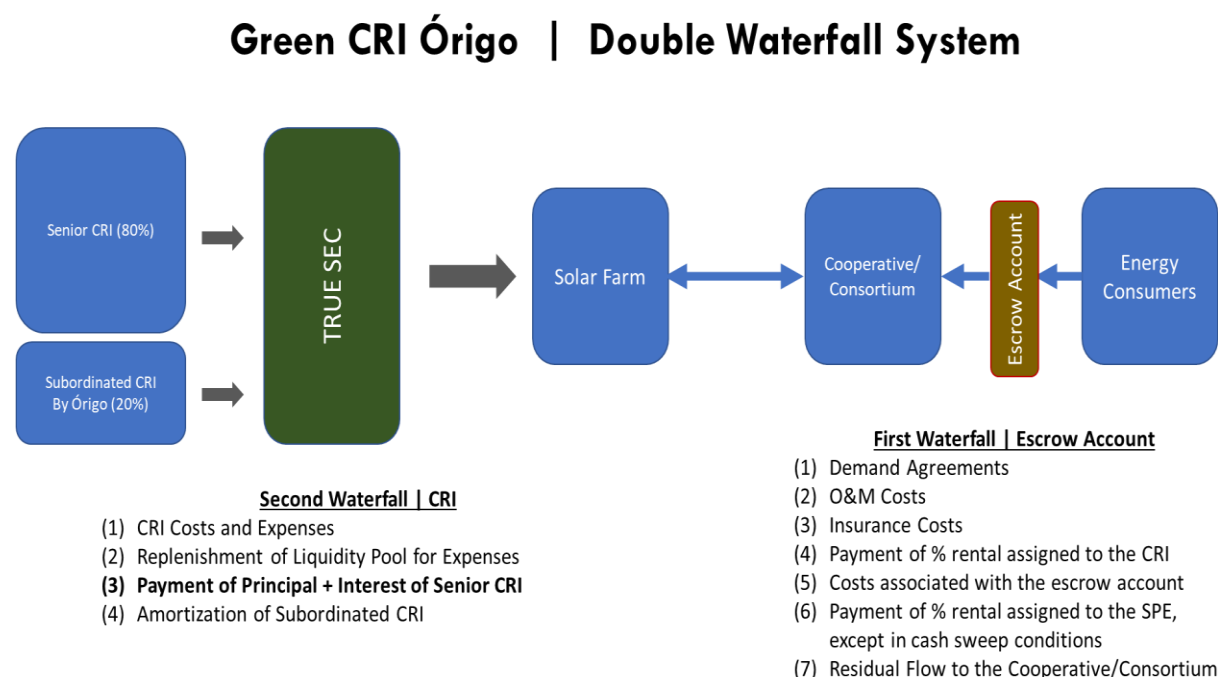 Green CRI Órigo | Double Waterfall System
Senior CRI (80%)
Subordinated CRI
By Órigo (20%)
TRUE SEC
Solar Farm
Cooperative/
Consortium
Escrow Account
Energy
Consumers
Second Waterfall | CRI
(1) CRI Costs and Expenses
(2) Replenishment of Liquidity Pool for Expenses
(3) Payment of Principal + Interest of Senior CRI
(4) Amortization of Subordinated CRI
First Waterfall | Escrow Account
(1) Demand Agreements
(2) O&M Costs
(3) Insurance Costs
(4) Payment of % rental assigned to the CRI
(5) Costs associated with the escrow account
(6) Payment of % rental assigned to the SPE,
except in cash sweep conditions
(7) Residual Flow to the Cooperative/Consortium